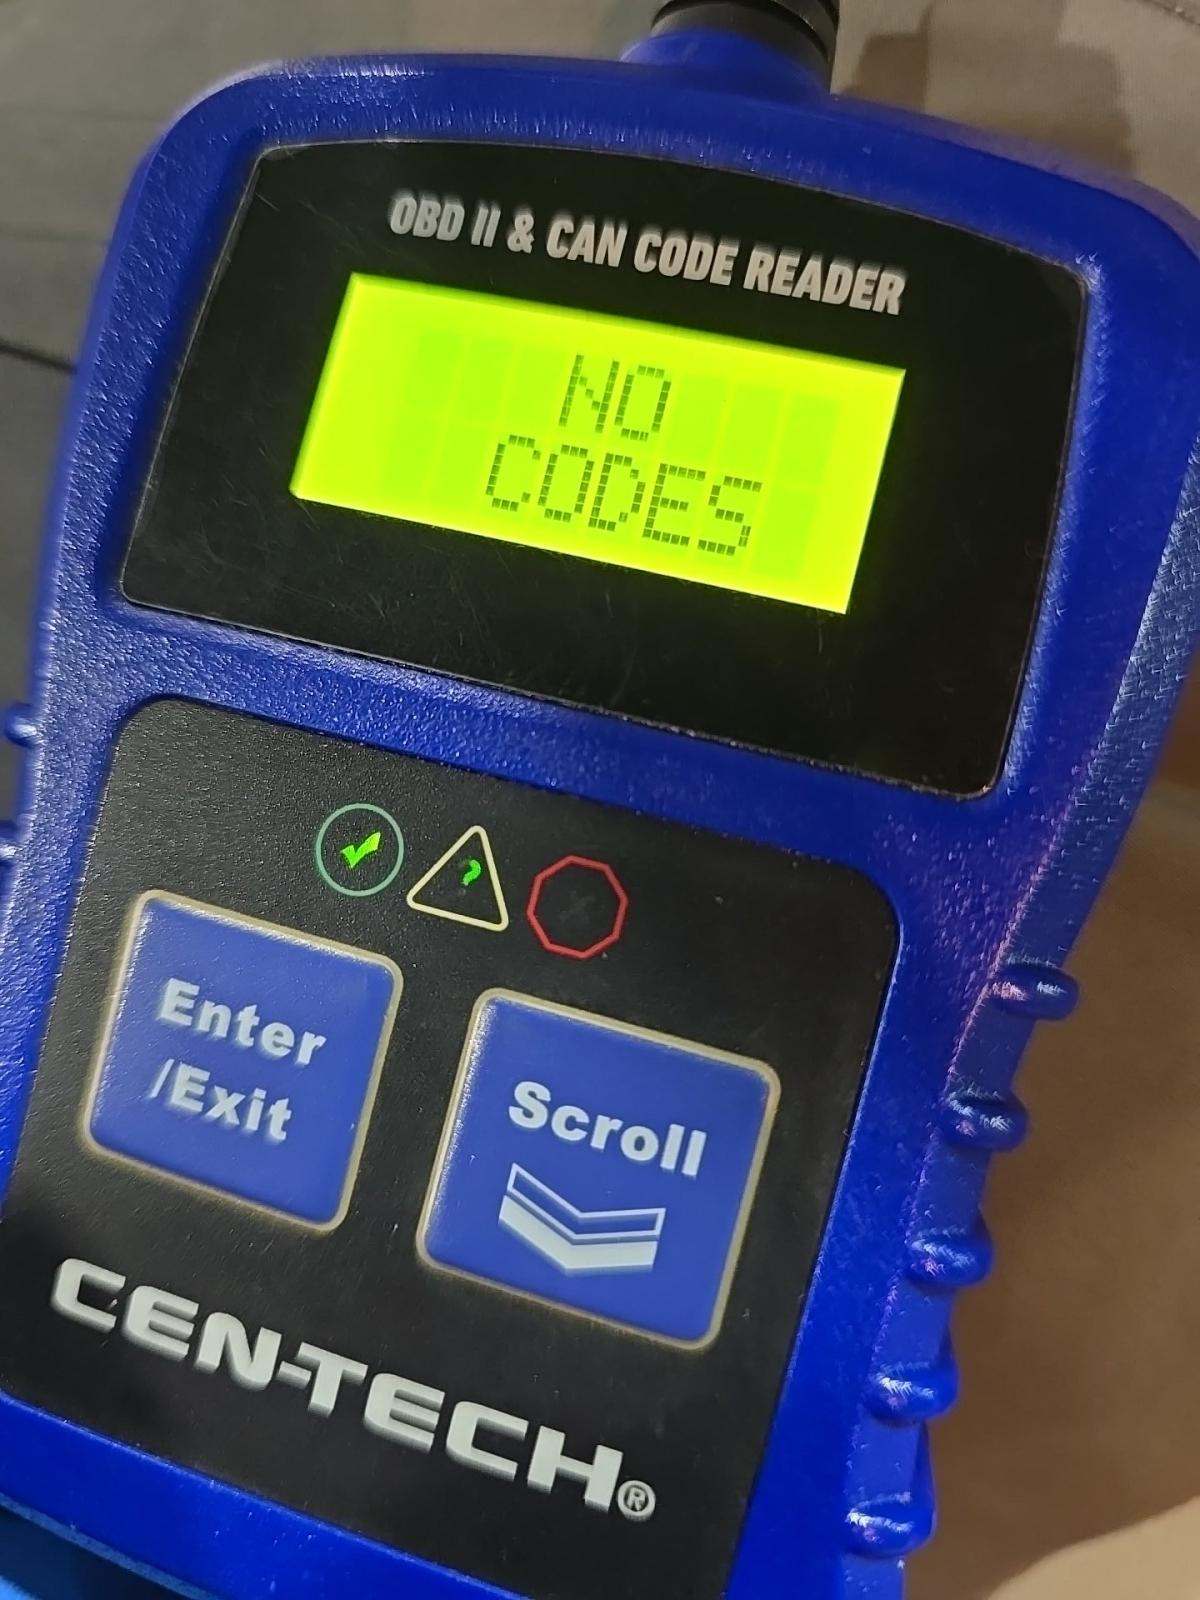 OBD II & CAN CODE READER
NO
CODES
?
Enter
/Exit
Scroll
CEN-TECH®